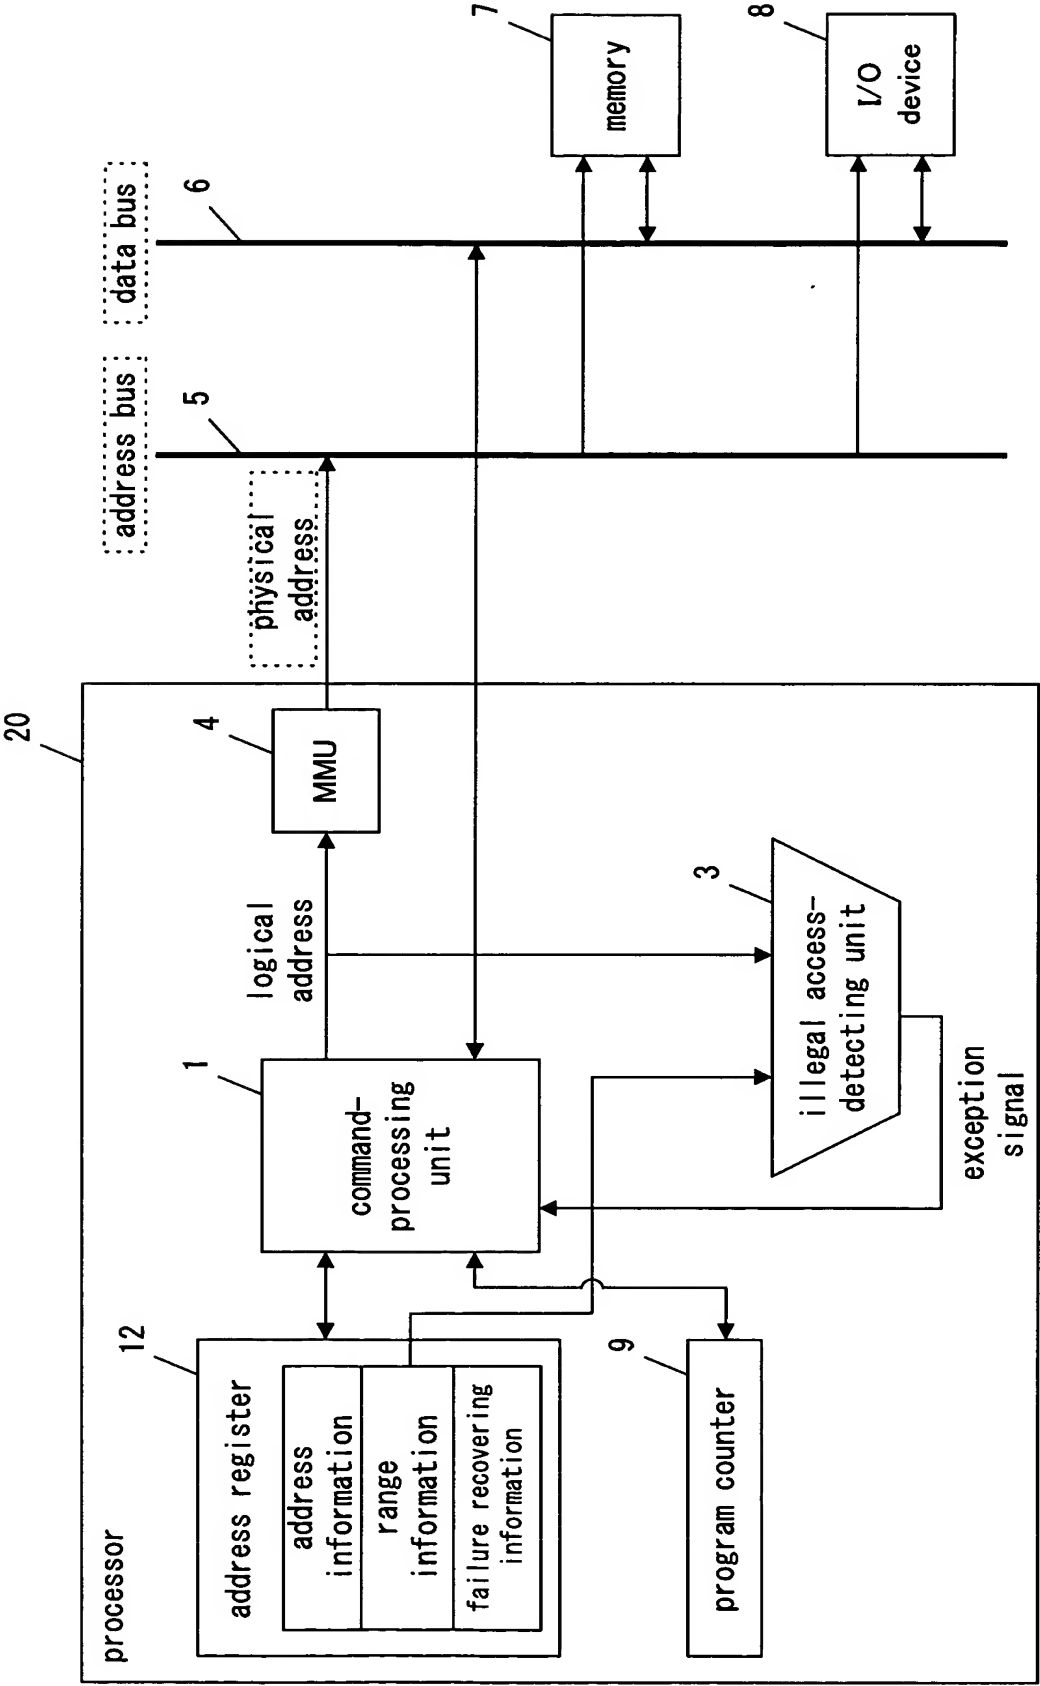 20
processor
12
address register
address
information
range
information
failure recovering
information
9
program counter
1
command-
processing
unit
logical
address
4
MMU
3
illegal access-
detecting unit
exception
signal
physical
address
address bus
5
data bus
6
7
memory
8
I/O
device